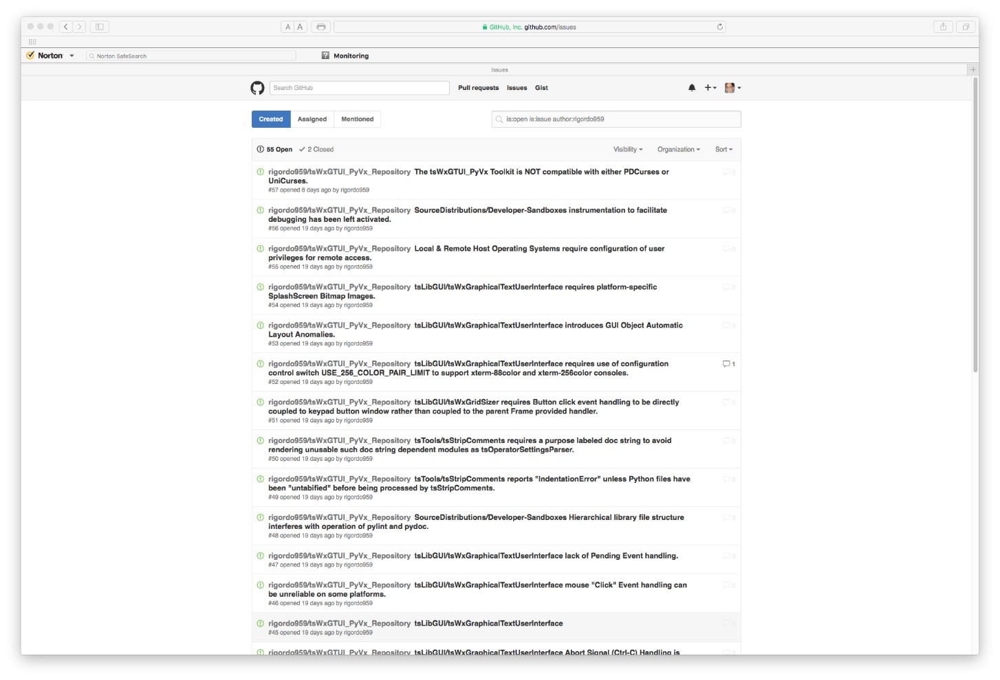 A A
GitHub, Inc. github.com/issues
Norton
Norton SafeSearch
Monitoring
Issues
Search GitHub
Pull requests Issues Gist
Created Assigned Mentioned
is:open is:issue author:rigordo959
55 Open 2 Closed
Visibility Organization Sort
rigordo959/tsWxGTUI_PyVx_Repository The tsWxGTUI_PyVx Toolkit is NOT compatible with either PDCurses or 0
UniCurses.
#57 opened 8 days ago by rigordo959
rigordo959/tsWxGTUI_PyVx_Repository SourceDistributions/Developer-Sandboxes instrumentation to facilitate 0
debugging has been left activated.
#56 opened 19 days ago by rigordo959
rigordo959/tsWxGTUI_PyVx_Repository Local & Remote Host Operating Systems require configuration of user 0
privileges for remote access.
#55 opened 19 days ago by rigordo959
rigordo959/tsWxGTUI_PyVx_Repository tsLibGUI/tsWxGraphicalTextUserInterface requires platform-specific 0
SplashScreen Bitmap Images.
#54 opened 19 days ago by rigordo959
rigordo959/tsWxGTUI_PyVx_Repository tsLibGUI/tsWxGraphicalTextUserInterface introduces GUI Object Automatic 0
Layout Anomalies.
#53 opened 19 days ago by rigordo959
rigordo959/tsWxGTUI_PyVx_Repository tsLibGUI/tsWxGraphicalTextUserInterface requires use of configuration 1
control switch USE_256_COLOR_PAIR_LIMIT to support xterm-88color and xterm-256color consoles.
#52 opened 19 days ago by rigordo959
rigordo959/tsWxGTUI_PyVx_Repository tsLibGUI/tsWxGridSizer requires Button click event handling to be directly 0
coupled to keypad button window rather than coupled to the parent Frame provided handler.
#51 opened 19 days ago by rigordo959
rigordo959/tsWxGTUI_PyVx_Repository tsTools/tsStripComments requires a purpose labeled doc string to avoid 0
rendering unusable such doc string dependent modules as tsOperatorSettingsParser.
#50 opened 19 days ago by rigordo959
rigordo959/tsWxGTUI_PyVx_Repository tsTools/tsStripComments reports "IndentationError" unless Python files have 0
been "untabified" before being processed by tsStripComments.
#49 opened 19 days ago by rigordo959
rigordo959/tsWxGTUI_PyVx_Repository SourceDistributions/Developer-Sandboxes Hierarchical library file structure 0
interferes with operation of pylint and pydoc.
#48 opened 19 days ago by rigordo959
rigordo959/tsWxGTUI_PyVx_Repository tsLibGUI/tsWxGraphicalTextUserInterface lack of Pending Event handling. 0
#47 opened 19 days ago by rigordo959
rigordo959/tsWxGTUI_PyVx_Repository tsLibGUI/tsWxGraphicalTextUserInterface mouse "Click" Event handling can 0
be unreliable on some platforms.
#46 opened 19 days ago by rigordo959
rigordo959/tsWxGTUI_PyVx_Repository tsLibGUI/tsWxGraphicalTextUserInterface 0
#45 opened 19 days ago by rigordo959
rigordo959/tsWxGTUI_PyVx_Repository tsLibGUI/tsWxGraphicalTextUserInterface Abort Signal (Ctrl-C) Handling is 0